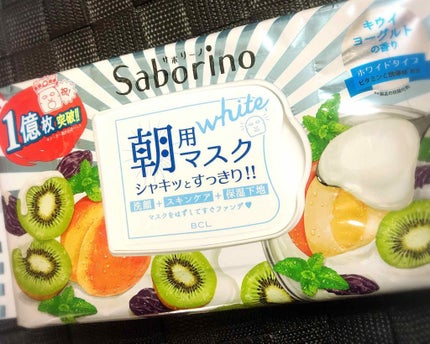 サボリーノ
Saborino
祝!
1億枚突破!!
キウイ
ヨーグルト
の香り
ホワイトタイプ
white
朝用マスク
シャキッとすっきり!!
洗顔+スキンケア+保湿下地
マスクをはずしてすぐファンデ♥
BCL